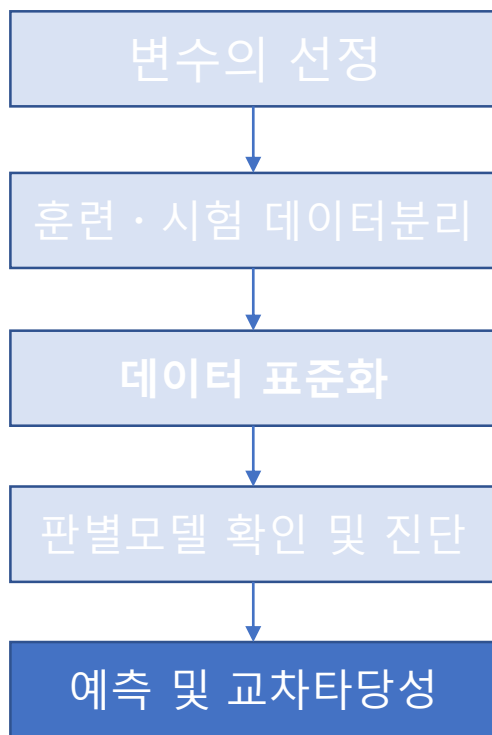 변수의 선정
훈련 · 시험 데이터분리
데이터 표준화
판별모델 확인 및 진단
예측 및 교차타당성